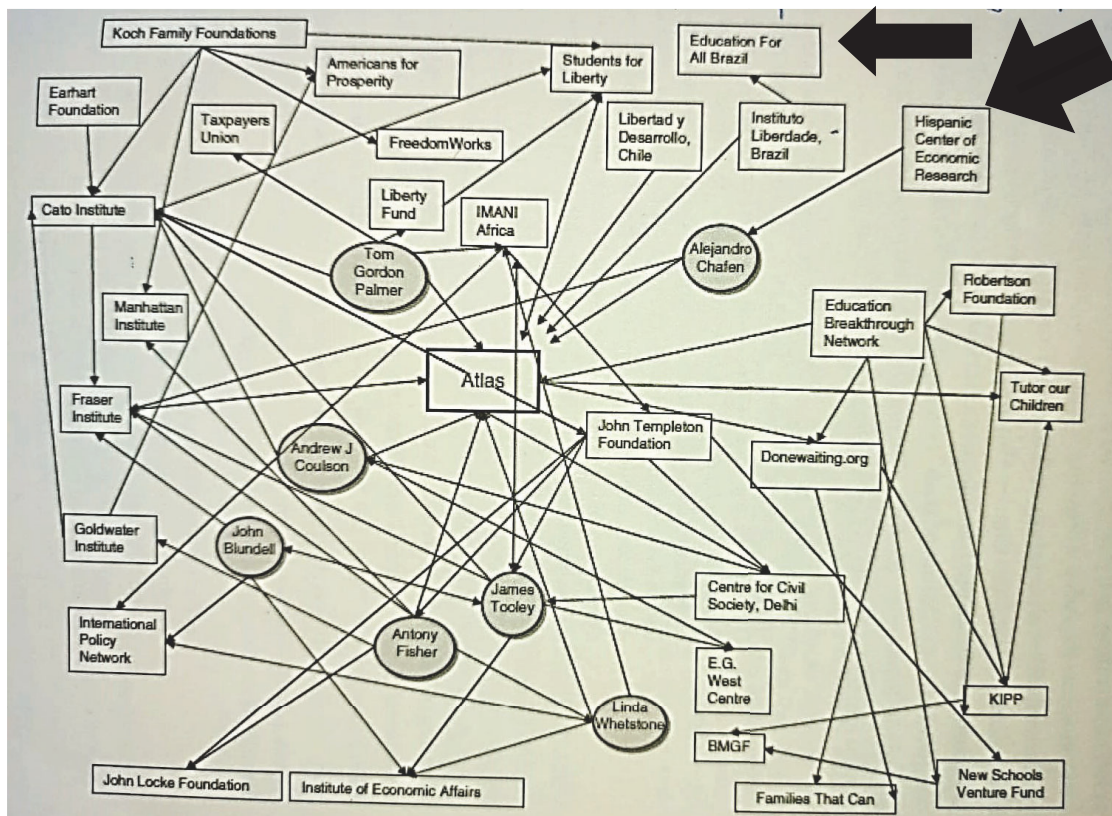 Koch Family Foundations
Americans for
Prosperity
Students for
Liberty
Education For
All Brazil
Earhart
Foundation
Taxpayers
Union
FreedomWorks
Libertad y
Desarrollo,
Chile
Instituto
Liberdade,
Brazil
Hispanic
Center of
Economic
Research
Cato Institute
Liberty
Fund
IMANI
Africa
Tom
Gordon
Palmer
Alejandro
Chafen
Manhattan
Institute
Education
Breakthrough
Network
Robertson
Foundation
Atlas
Fraser
Institute
Tutor our
Children
John Templeton
Foundation
Andrew J
Coulson
Donewaiting.org
Goldwater
Institute
John
Blundell
James
Tooley
Centre for Civil
Society, Delhi
International
Policy
Network
Antony
Fisher
E.G.
West
Centre
Linda
Whetstone
KIPP
BMGF
John Locke Foundation
Institute of Economic Affairs
Families That Can
New Schools
Venture Fund